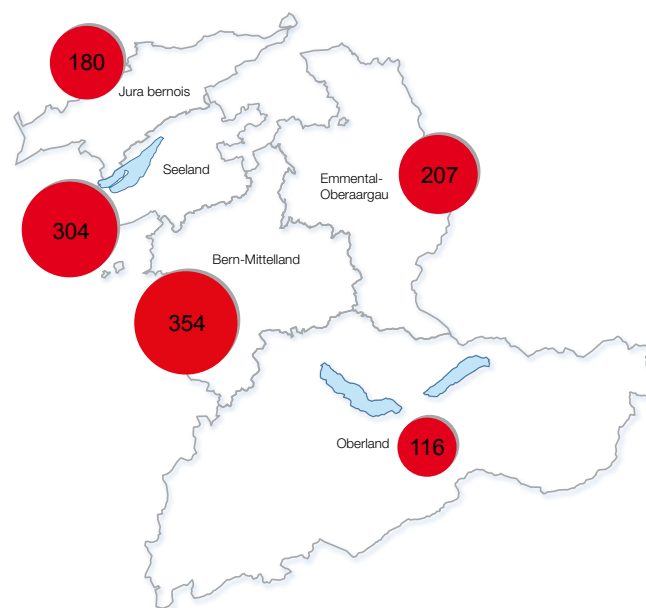 180
Jura bernois
Seeland
Emmental-
Oberaargau
207
304
Bern-Mittelland
354
Oberland
116